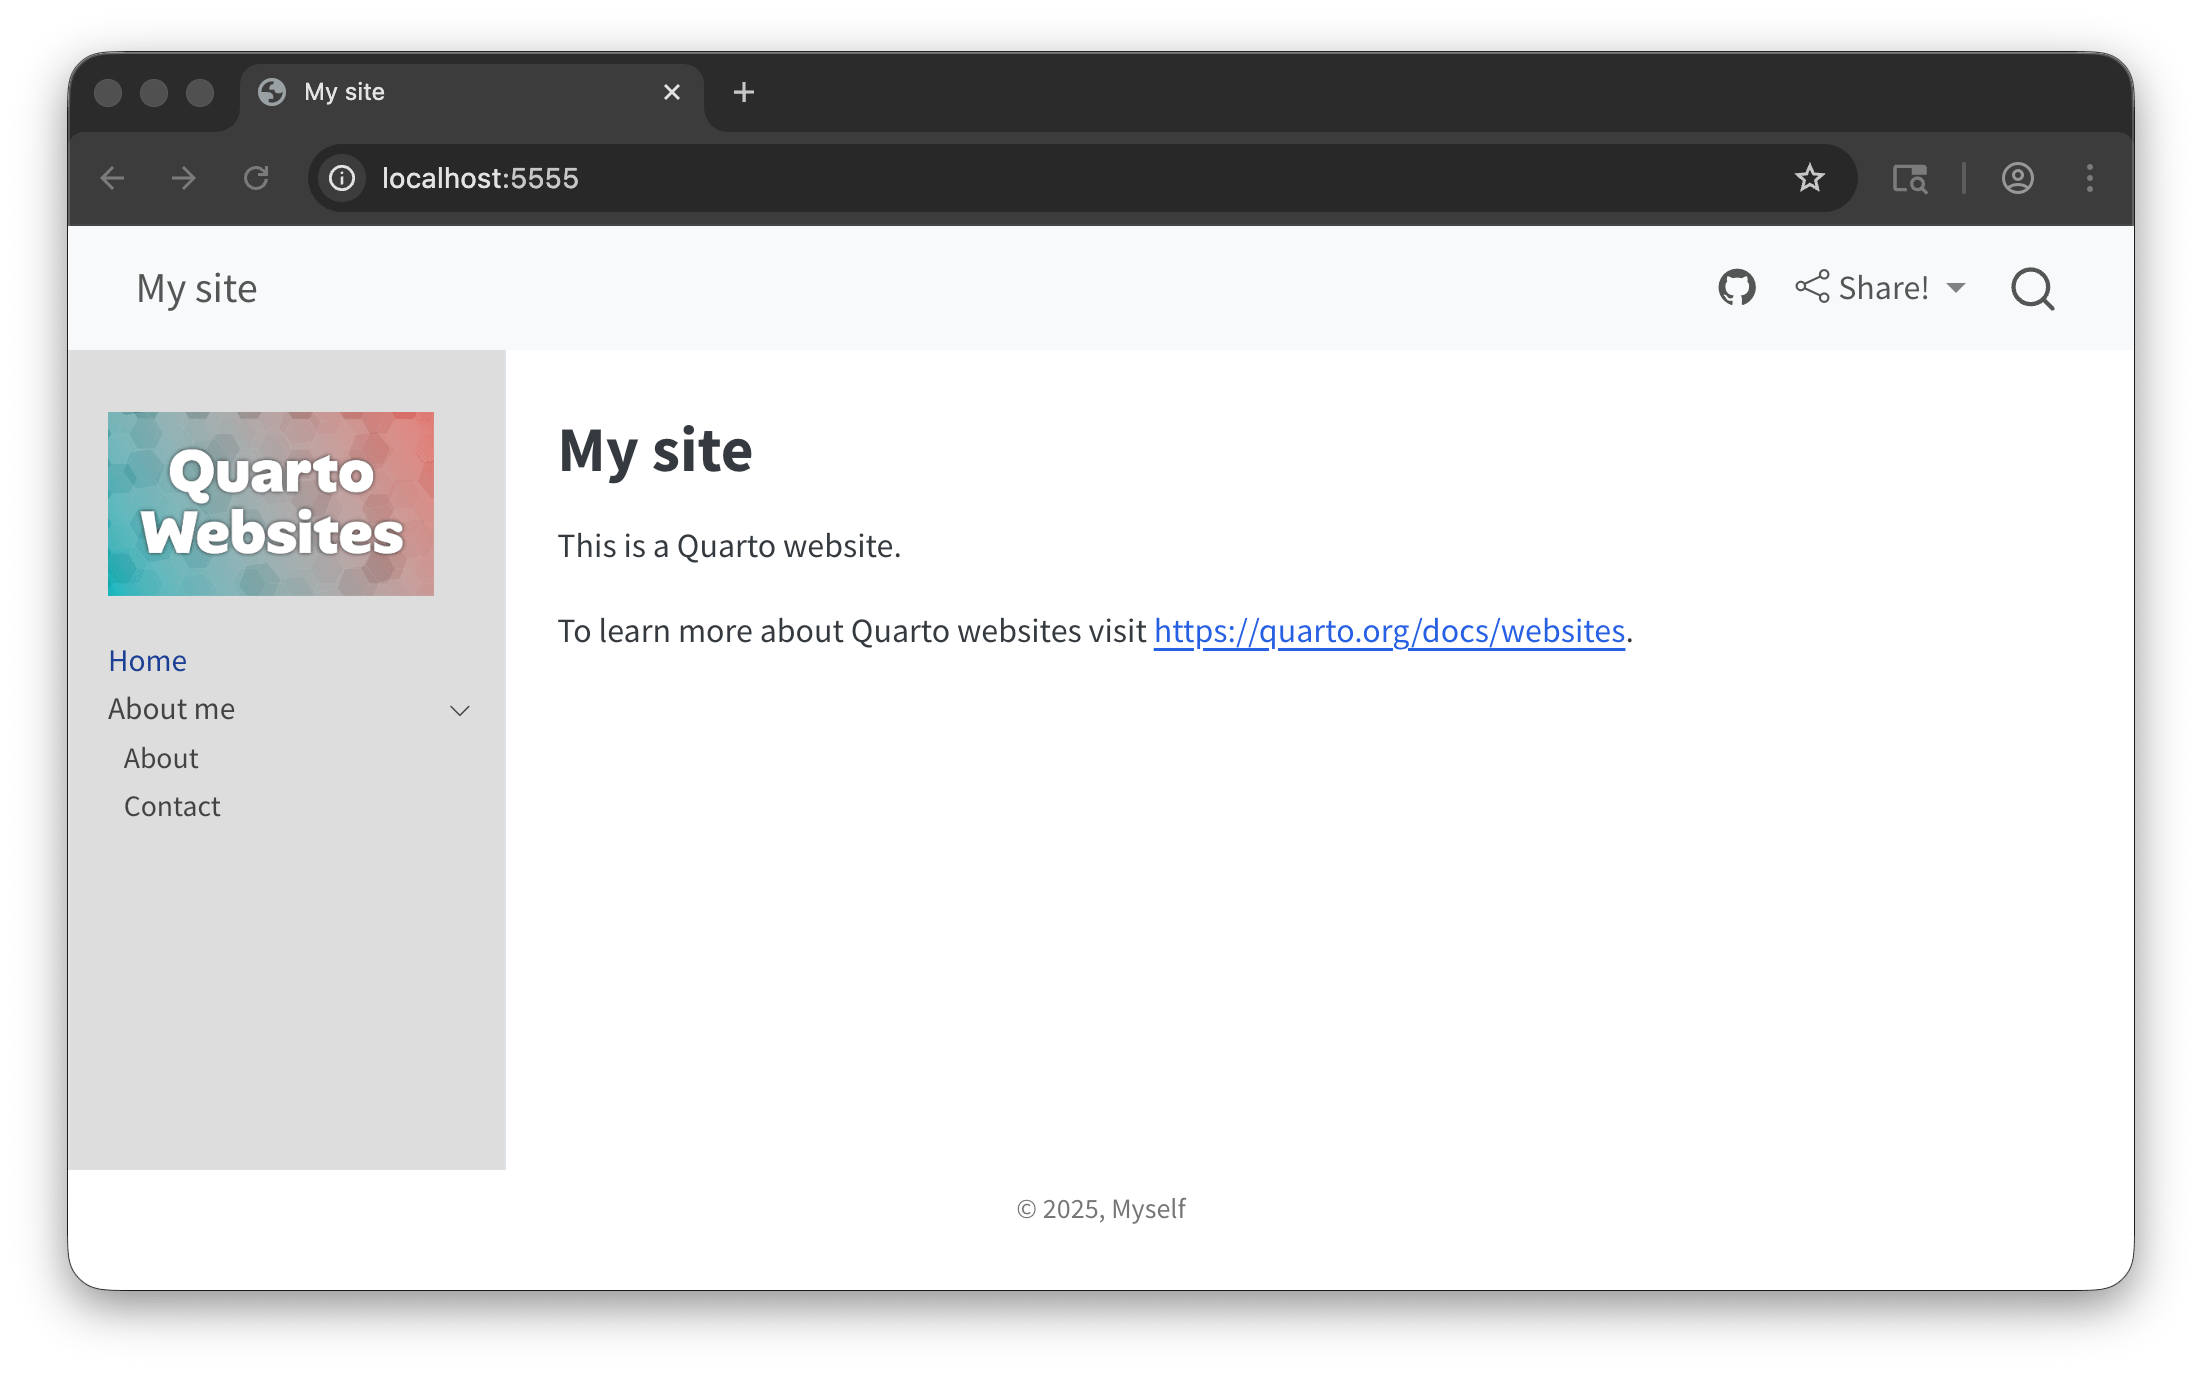 My site
localhost:5555
My site
Share!
Quarto
Websites
Home
About me
About
Contact
My site
This is a Quarto website.
To learn more about Quarto websites visit https://quarto.org/docs/websites.
© 2025, Myself